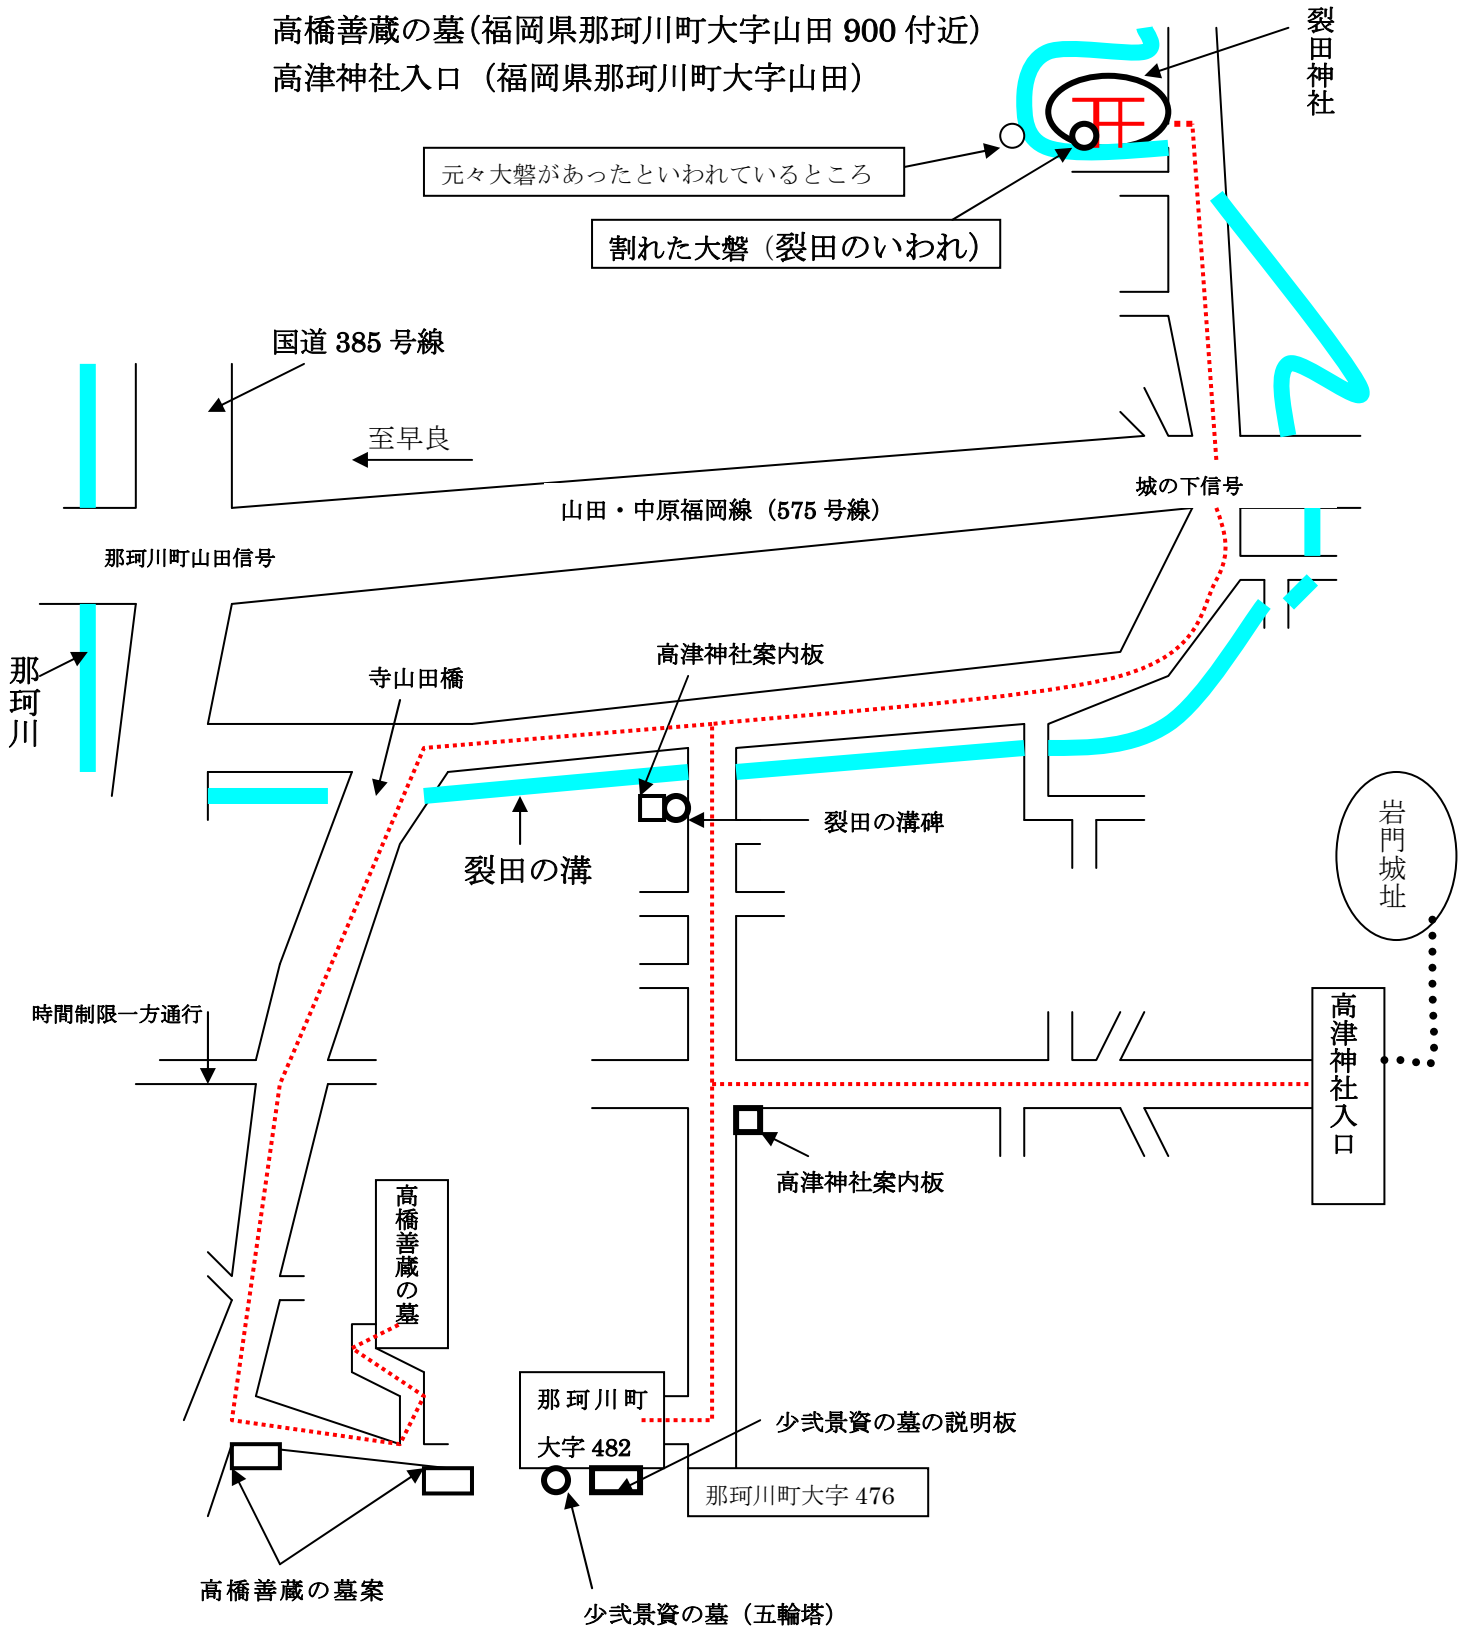 高橋善蔵の墓（福岡県那珂川町大字山田 900 付近）
高津神社入口（福岡県那珂川町大字山田）
裂田神社
元々大磐があったといわれているところ
割れた大磐（裂田のいわれ）
国道 385 号線
至早良
城の下信号
山田・中原福岡線（575 号線）
那珂川町山田信号
高津神社案内板
寺山田橋
那珂川
裂田の溝碑
裂田の溝
岩門城址
時間制限一方通行
高津神社入口
高津神社案内板
高橋善蔵の墓
那珂川町
大字 482
少弐景資の墓の説明板
那珂川町大字 476
高橋善蔵の墓案
少弐景資の墓（五輪塔）